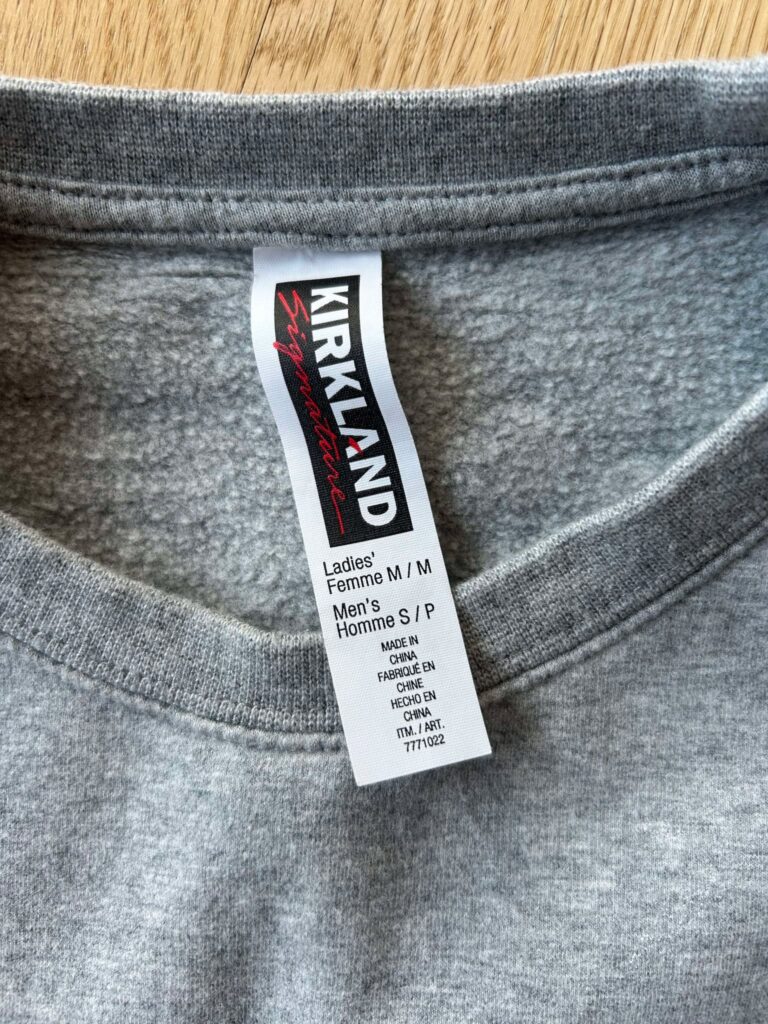 KIRKLAND
Signature
Ladies'
Femme M / M
Men's
Homme S / P
MADE IN
CHINA
FABRIQUÉ EN
CHINE
HECHO EN
CHINA
ITM. / ART.
7771022